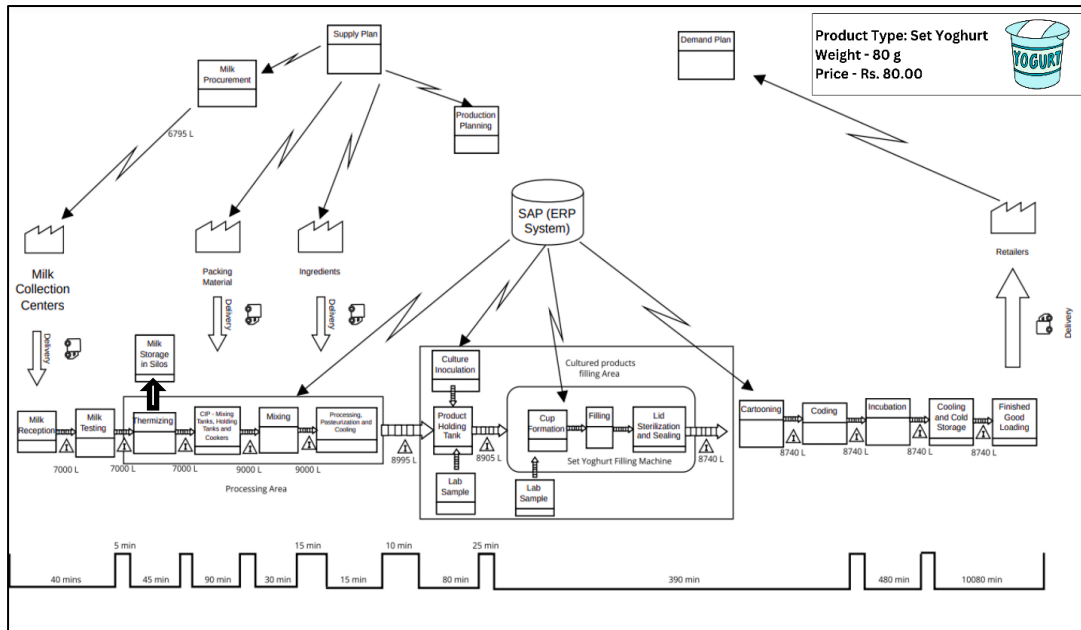 Supply Plan
Demand Plan
Product Type: Set Yoghurt
Weight - 80 g
Price - Rs. 80.00
YOGURT
Milk
Procurement
Production
Planning
6795 L
SAP (ERP
System)
Milk
Collection
Centers
Packing
Material
Ingredients
Retailers
Delivery
Delivery
Delivery
Delivery
Milk
Storage
in Silos
Culture
Inoculation
Cultured products
filling Area
Milk
Reception
Milk
Testing
Thermizing
CIP - Mixing
Tanks, Holding
Tanks and
Cookers
Mixing
Processing,
Pasteurization and
Cooling
Product
Holding
Tank
Cup
Formation
Filling
Lid
Sterilization
and Sealing
Cartooning
Coding
Incubation
Cooling
and Cold
Storage
Finished
Good
Loading
7000 L
7000 L
7000 L
9000 L
9000 L
8995 L
8905 L
8740 L
8740 L
8740 L
8740 L
8740 L
Set Yoghurt Filling Machine
Processing Area
Lab
Sample
Lab
Sample
5 min
15 min
10 min
25 min
40 mins
45 min
90 min
30 min
15 min
80 min
390 min
480 min
10080 min